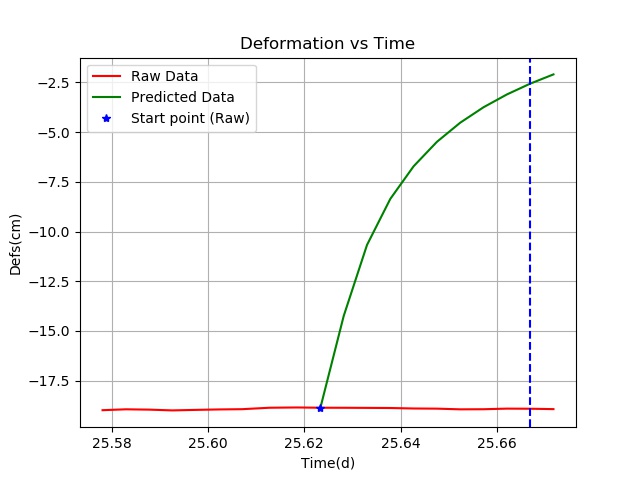 Deformation vs Time
Raw Data
Predicted Data
Start point (Raw)
−2.5
−5.0
−7.5
−10.0
−12.5
−15.0
−17.5
Defs(cm)
25.58 25.60 25.62 25.64 25.66
Time(d)